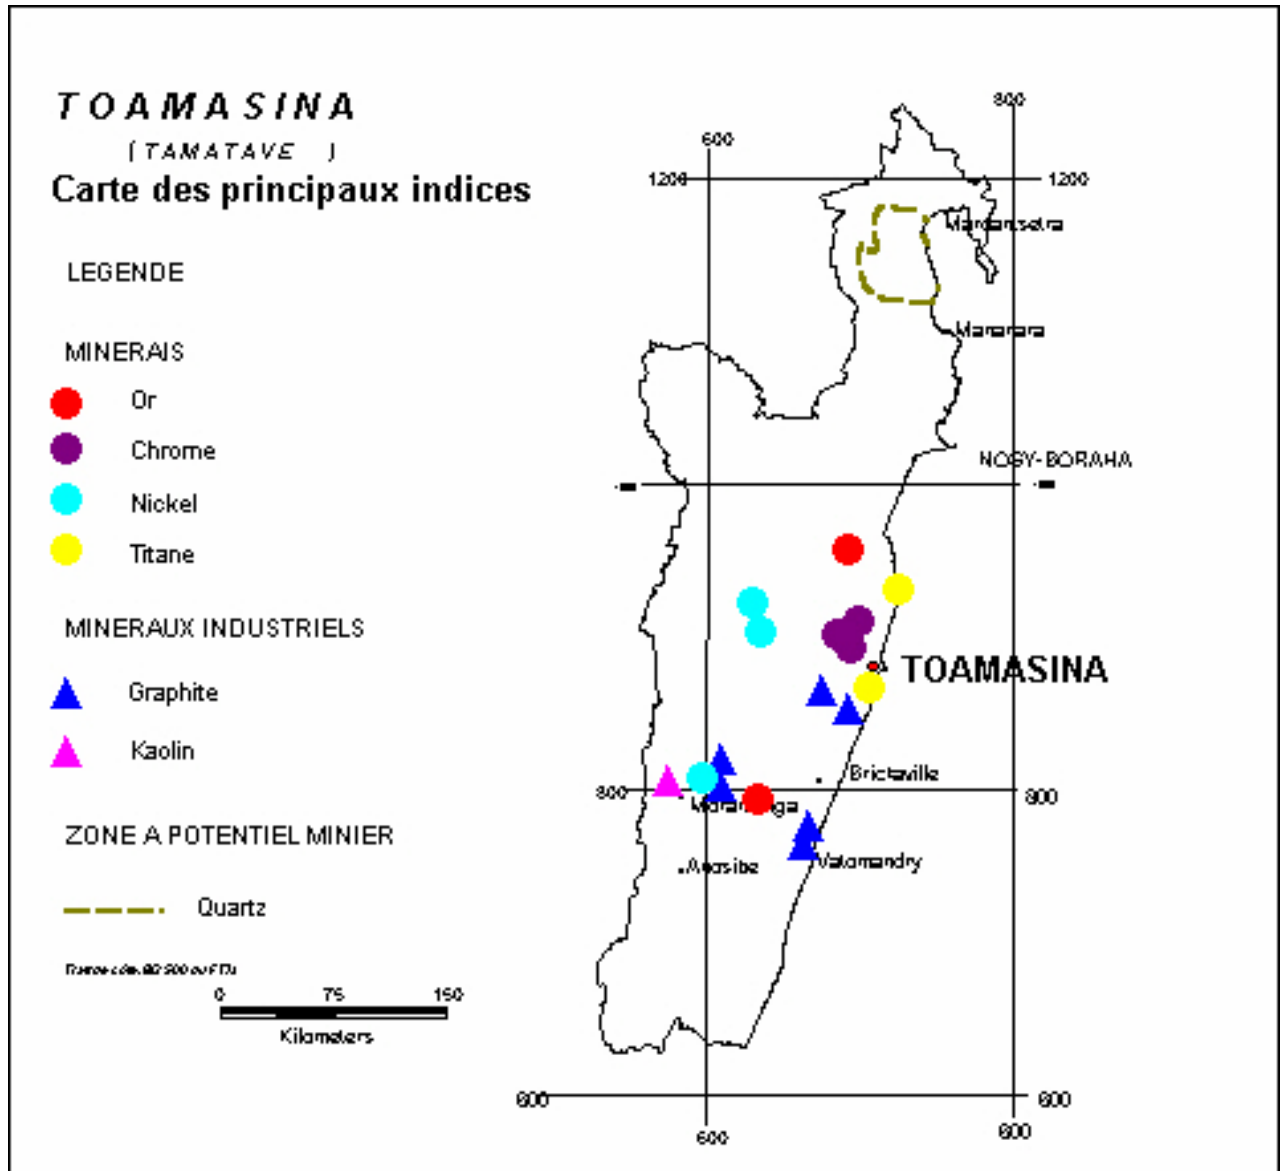 TOAMASINA
( TAMATAVE )
Carte des principaux indices
LEGENDE
MINERAIS
Or
Chrome
Nickel
Titane
MINERAUX INDUSTRIELS
Graphite
Kaolin
ZONE A POTENTIEL MINIER
Quartz
0 75 150
Kilometers
800
600
1200 1200
Mananara
NOSY-BORAHA
TOAMASINA
Brickaville
800 800
Anosibe Vatomandry
600 600
600 600